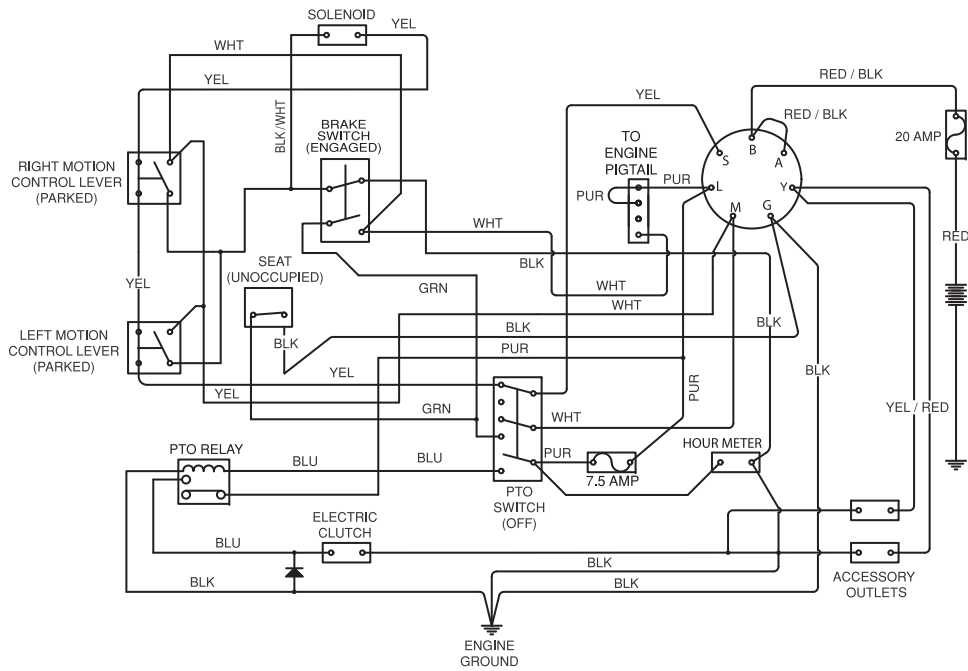 SOLENOID
YEL
WHT
YEL
BLK/WHT
BRAKE
SWITCH
(ENGAGED)
RIGHT MOTION
CONTROL LEVER
(PARKED)
YEL
TO
ENGINE
PIGTAIL
PUR
PUR
RED / BLK
RED / BLK
20 AMP
B
S
A
L
Y
M
G
RED
WHT
BLK
SEAT
(UNOCCUPIED)
GRN
YEL
WHT
WHT
BLK
BLK
BLK
LEFT MOTION
CONTROL LEVER
(PARKED)
PUR
BLK
YEL
YEL
PUR
GRN
WHT
YEL / RED
PTO RELAY
BLU
BLU
PUR
HOUR METER
7.5 AMP
PTO
SWITCH
(OFF)
ELECTRIC
CLUTCH
BLU
BLK
BLK
BLK
ACCESSORY
OUTLETS
ENGINE
GROUND